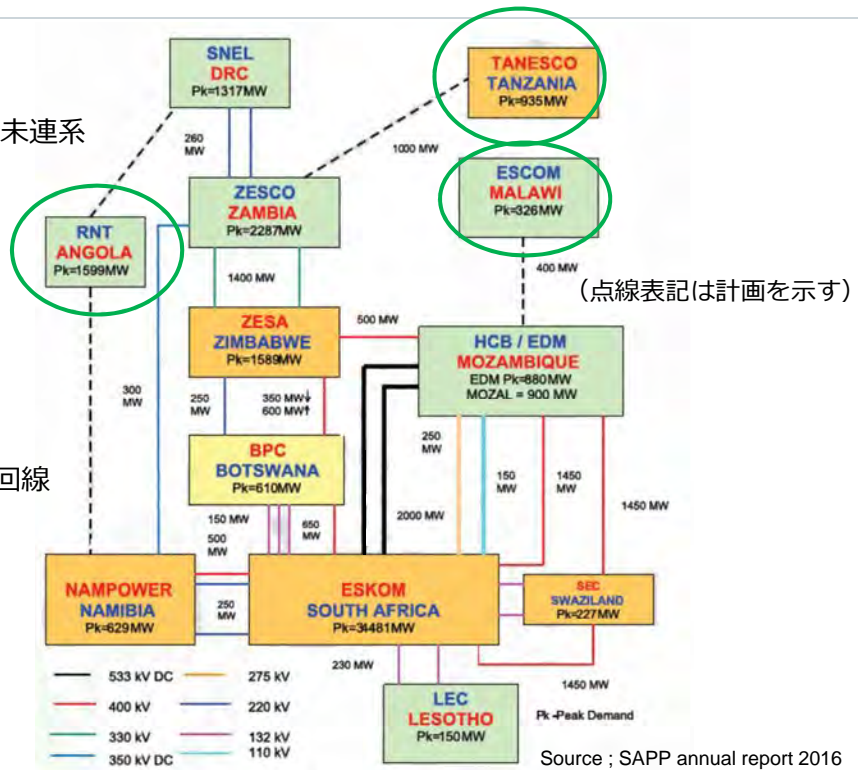 SNEL
DRC
Pk=1317MW
TANESCO
TANZANIA
Pk=935MW
未連系
260
MW
1000 MW
ESCOM
MALAWI
Pk=326MW
ZESCO
ZAMBIA
Pk=2287MW
RNT
ANGOLA
Pk=1599MW
400 MW
1400 MW
(点線表記は計画を示す)
ZESA
ZIMBABWE
Pk=1589MW
500 MW
HCB / EDM
MOZAMBIQUE
EDM Pk=880MW
MOZAL = 900 MW
300
MW
250
MW
350 MW↓
600 MW↑
250
MW
BPC
BOTSWANA
Pk=610MW
回線
150
MW
1450
MW
1450 MW
150 MW
500
MW
650
MW
2000 MW
NAMPOWER
NAMIBIA
Pk=629MW
250
MW
ESKOM
SOUTH AFRICA
Pk=34481MW
SEC
SWAZILAND
Pk=227MW
230 MW
1450 MW
533 kV DC
275 kV
400 kV
220 kV
330 kV
132 kV
350 kV DC
110 kV
LEC
LESOTHO
Pk=150MW
Pk -Peak Demand
Source ; SAPP annual report 2016